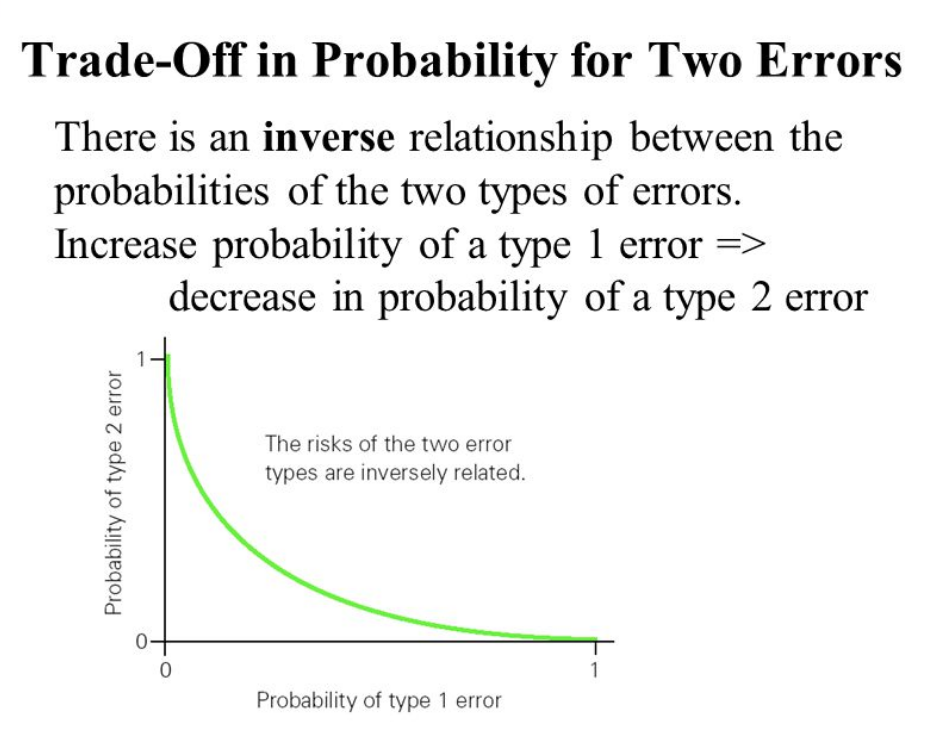 Trade-Off in Probability for Two Errors
There is an inverse relationship between the
probabilities of the two types of errors.
Increase probability of a type 1 error =>
decrease in probability of a type 2 error
1
Probability of type 2 error
The risks of the two error
types are inversely related.
0
0
1
Probability of type 1 error